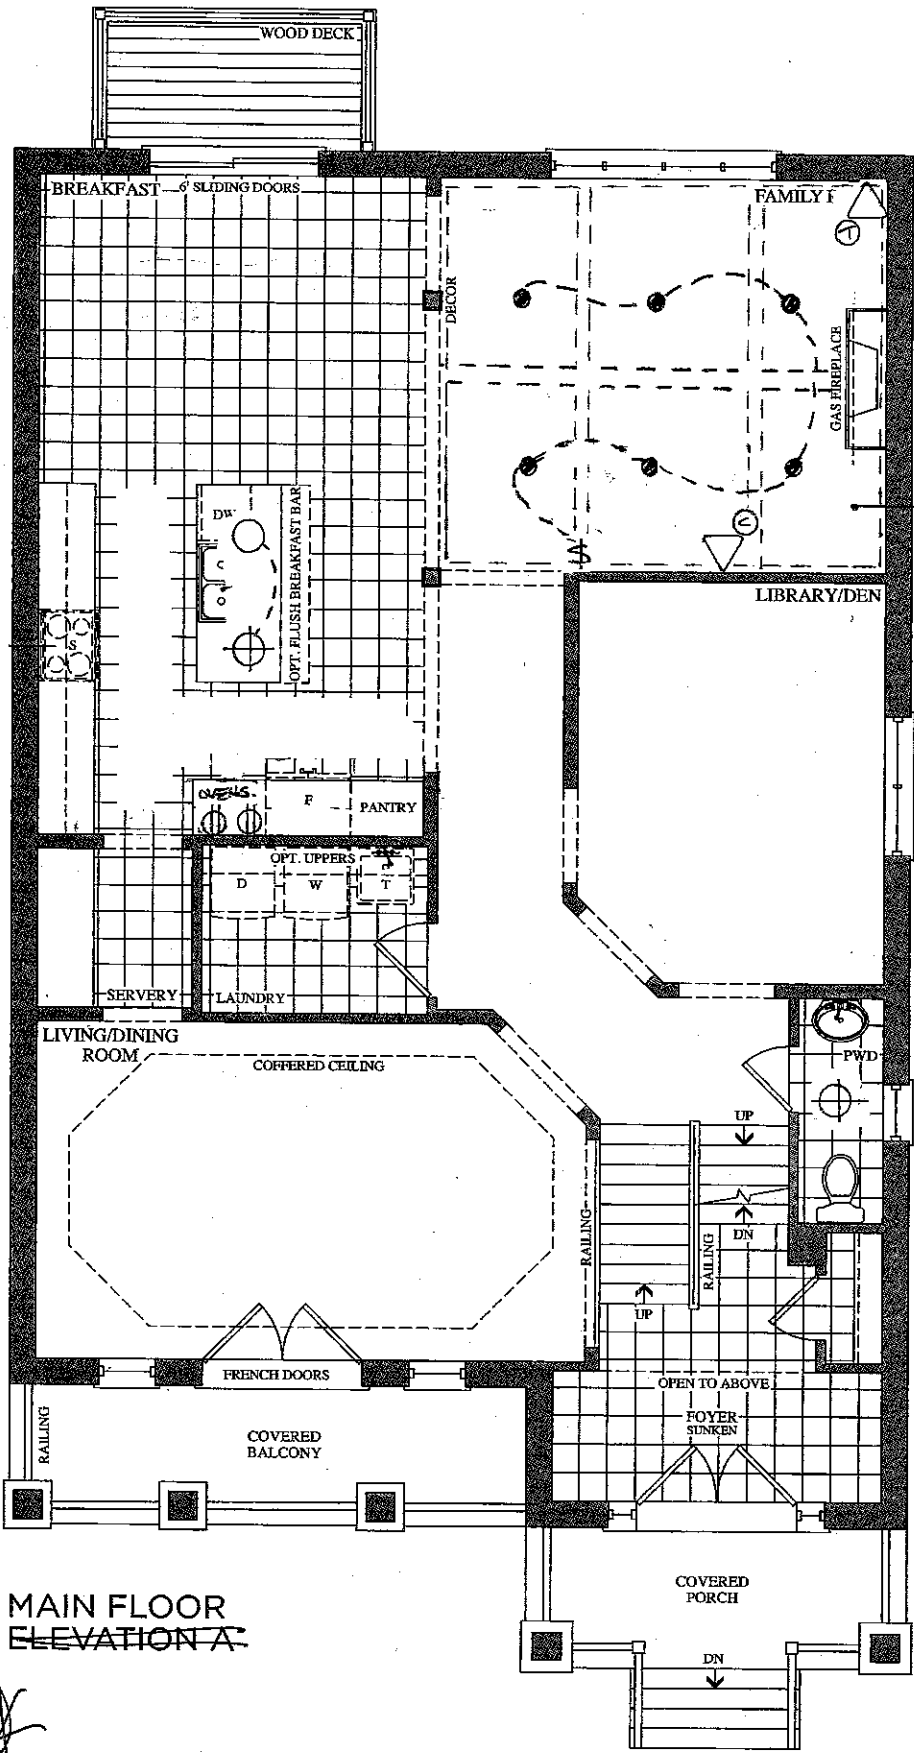 WOOD DECK
BREAKFAST
6' SLIDING DOORS
FAMILY
T
DECOR
GAS FIREPLACE
C
$
DW
OPT. FLUSH BREAKFAST BAR
S
LIBRARY/DEN
OVENS
F
PANTRY
OPT. UPPERS
D
W
T
SERVERY
LAUNDRY
LIVING/DINING
ROOM
COFFERED CEILING
PWD
UP
DN
RAILING
RAILING
UP
FRENCH DOORS
OPEN TO ABOVE
FOYER
SUNKEN
RAILING
COVERED
BALCONY
COVERED
PORCH
DN
MAIN FLOOR
ELEVATION A